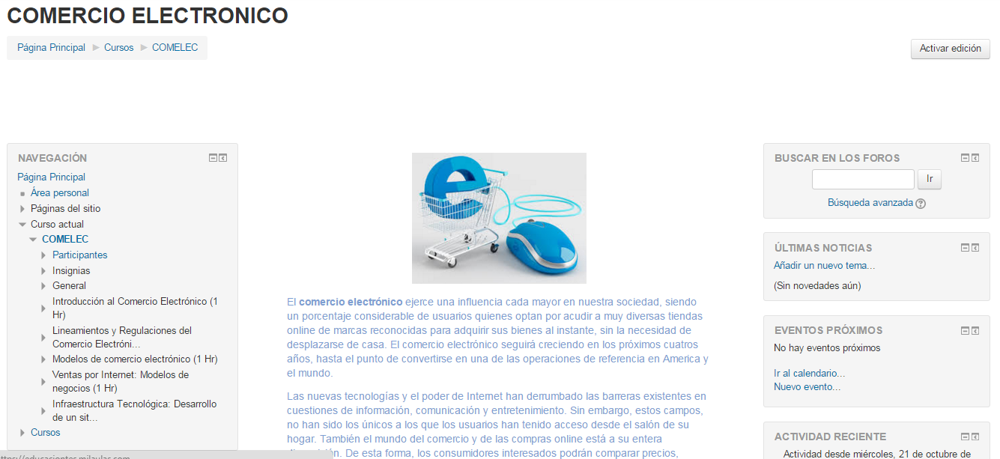 COMERCIO ELECTRONICO
Página Principal ► Cursos ► COMELEC
Activar edición
NAVEGACIÓN
Página Principal
Área personal
Páginas del sitio
Curso actual
COMELEC
Participantes
Insignias
General
Introducción al Comercio Electrónico (1
Hr)
Lineamientos y Regulaciones del
Comercio Electróni...
Modelos de comercio electrónico (1 Hr)
Ventas por Internet: Modelos de
negocios (1 Hr)
Infraestructura Tecnológica: Desarrollo
de un sit...
Cursos
El comercio electrónico ejerce una influencia cada mayor en nuestra sociedad, siendo
un porcentaje considerable de usuarios quienes optan por acudir a muy diversas tiendas
online de marcas reconocidas para adquirir sus bienes al instante, sin la necesidad de
desplazarse de casa. El comercio electrónico seguirá creciendo en los próximos cuatros
años, hasta el punto de convertirse en una de las operaciones de referencia en America y
el mundo.
Las nuevas tecnologías y el poder de Internet han derrumbado las barreras existentes en
cuestiones de información, comunicación y entretenimiento. Sin embargo, estos campos,
no han sido los únicos a los que los usuarios han tenido acceso desde el salón de su
hogar. También el mundo del comercio y de las compras online está a su entera
De esta forma, los consumidores interesados podrán comparar precios,
BUSCAR EN LOS FOROS
Ir
Búsqueda avanzada
ÚLTIMAS NOTICIAS
Añadir un nuevo tema...
(Sin novedades aún)
EVENTOS PRÓXIMOS
No hay eventos próximos
Ir al calendario...
Nuevo evento...
ACTIVIDAD RECIENTE
Actividad desde miércoles, 21 de octubre de